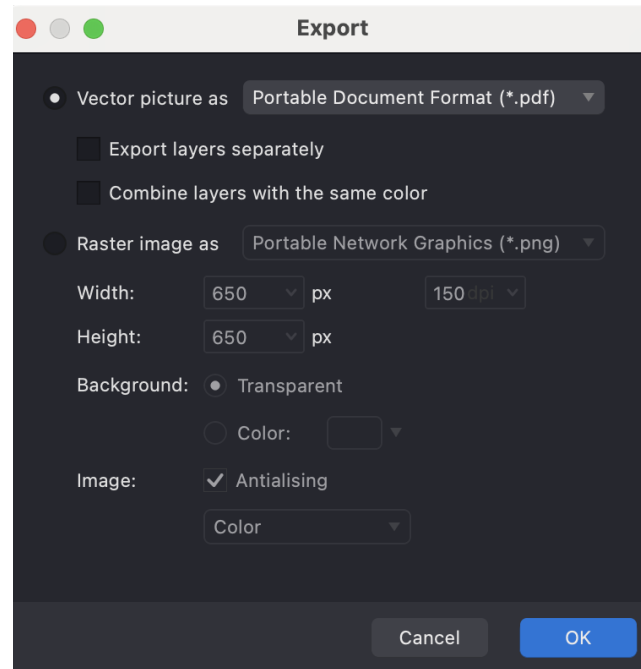 Export
Vector picture as Portable Document Format (*.pdf)
Export layers separately
Combine layers with the same color
Raster image as Portable Network Graphics (*.png)
Width: 650 px 150 dpi
Height: 650 px
Background: Transparent
Color:
Image: Antialising
Color
Cancel OK